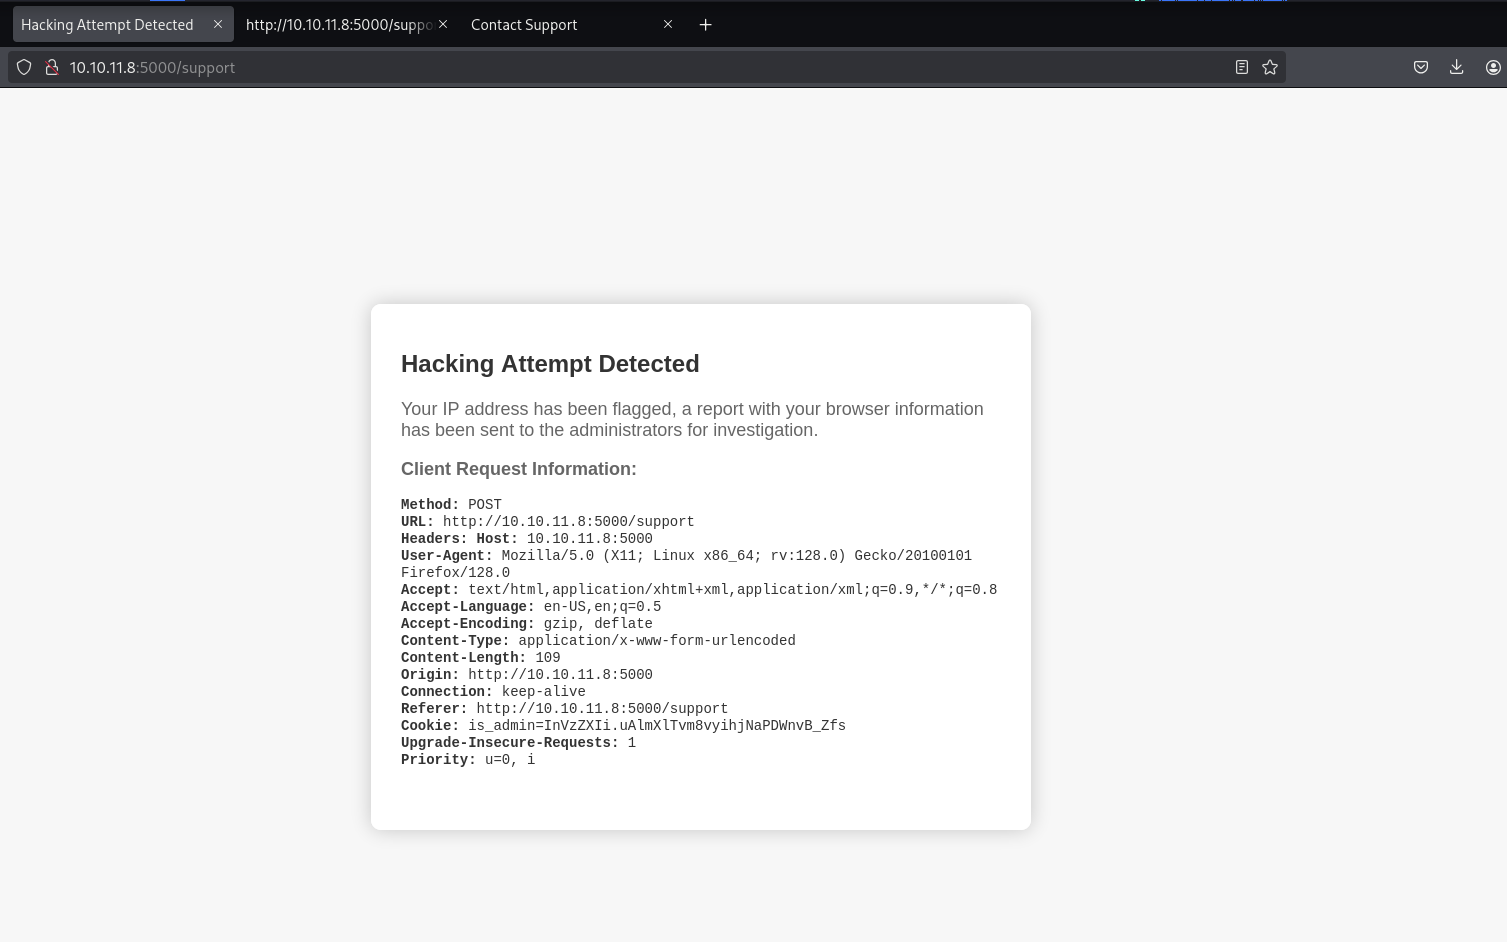 Hacking Attempt Detected
http://10.10.11.8:5000/suppo
Contact Support
10.10.11.8:5000/support
Hacking Attempt Detected
Your IP address has been flagged, a report with your browser information
has been sent to the administrators for investigation.
Client Request Information:
Method: POST
URL: http://10.10.11.8:5000/support
Headers: Host: 10.10.11.8:5000
User-Agent: Mozilla/5.0 (X11; Linux x86_64; rv:128.0) Gecko/20100101
Firefox/128.0
Accept: text/html,application/xhtml+xml,application/xml;q=0.9,*/*;q=0.8
Accept-Language: en-US,en;q=0.5
Accept-Encoding: gzip, deflate
Content-Type: application/x-www-form-urlencoded
Content-Length: 109
Origin: http://10.10.11.8:5000
Connection: keep-alive
Referer: http://10.10.11.8:5000/support
Cookie: is_admin=InVzZXIi.uAlmXlTvm8vyihjNaPDWnvB_Zfs
Upgrade-Insecure-Requests: 1
Priority: u=0, i